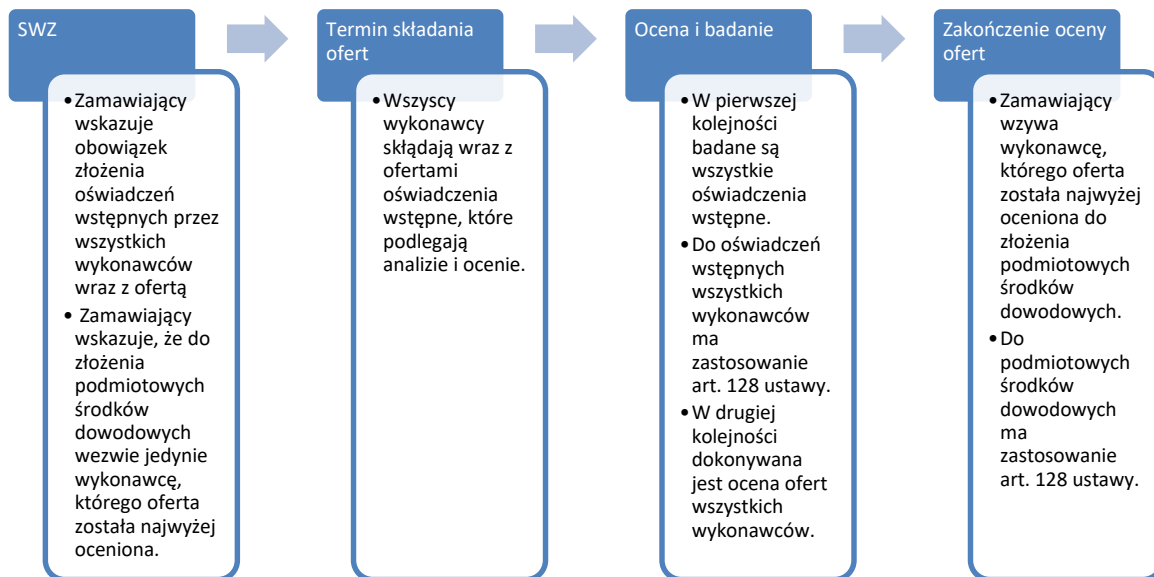 SWZ
•Zamawiający
wskazuje
obowiązek
złożenia
oświadczeń
wstępnych przez
wszystkich
wykonawców
wraz z ofertą
• Zamawiający
wskazuje, że do
złożenia
podmiotowych
środków
dowodowych
wezwie jedynie
wykonawcę,
którego oferta
została najwyżej
oceniona.
Termin składania
ofert
•Wszyscy
wykonawcy
skłądają wraz z
ofertami
oświadczenia
wstępne, które
podlegają
analizie i ocenie.
Ocena i badanie
•W pierwszej
kolejności
badane są
wszystkie
oświadczenia
wstępne.
•Do oświadczeń
wstępnych
wszystkich
wykonawców
ma
zastosowanie
art. 128 ustawy.
•W drugiej
kolejności
dokonywana
jest ocena ofert
wszystkich
wykonawców.
Zakończenie oceny
ofert
•Zamawiający
wzywa
wykonawcę,
którego oferta
została najwyżej
oceniona do
złożenia
podmiotowych
środków
dowodowych.
•Do
podmiotowych
środków
dowodowych
ma
zastosowanie
art. 128 ustawy.